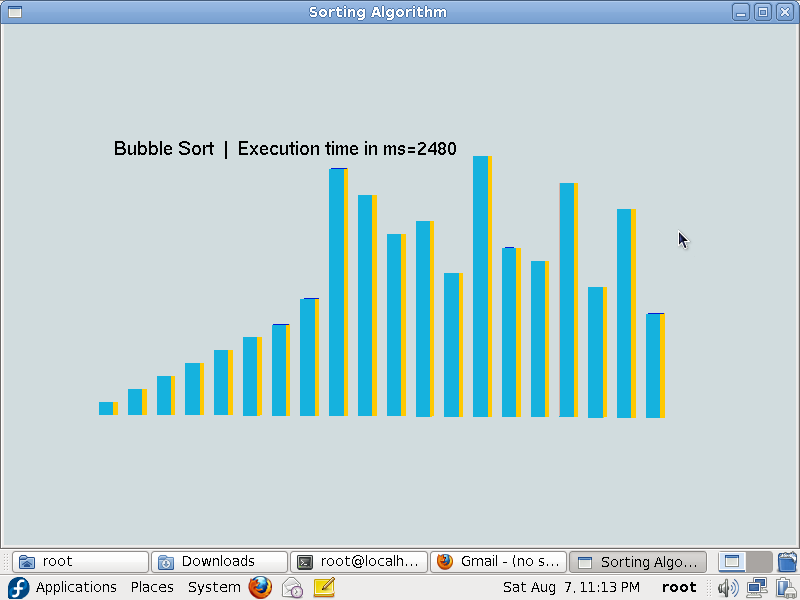 Sorting Algorithm
Bubble Sort | Execution time in ms=2480
root
Downloads
root@localh...
Gmail - (no s...
Sorting Algo...
Applications Places System
Sat Aug 7, 11:13 PM
root